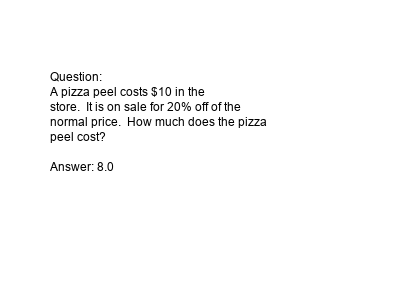 Question:
A pizza peel costs $10 in the
store.  It is on sale for 20% off of the
normal price.  How much does the pizza
peel cost?
Answer: 8.0